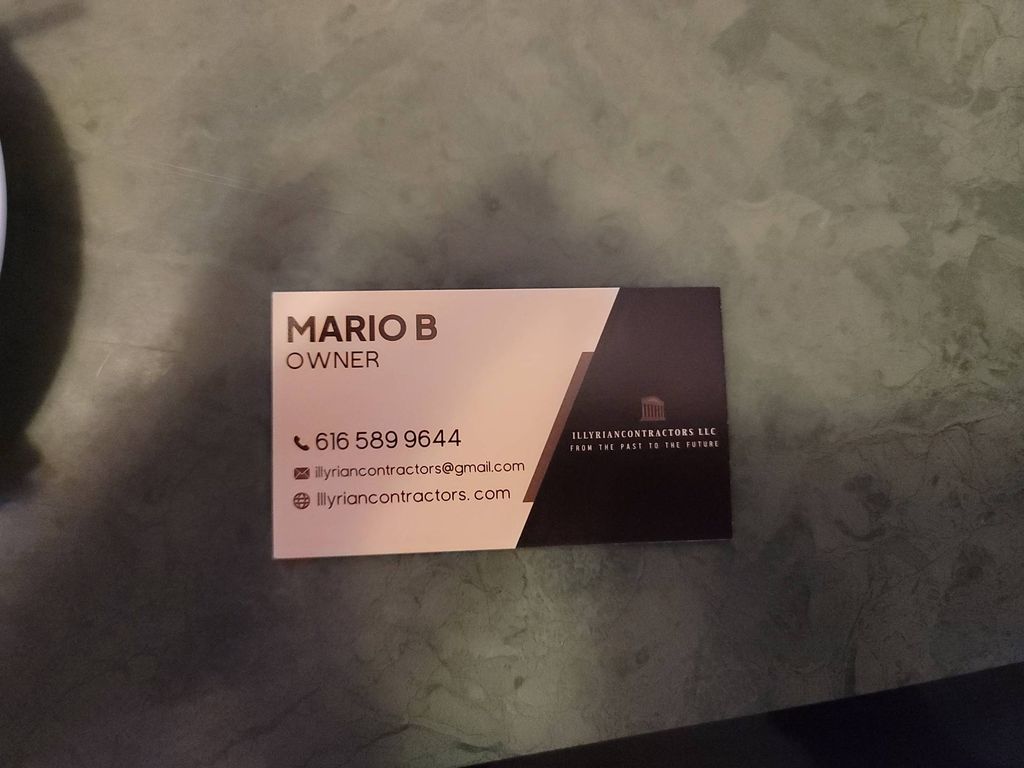 MARIO B
OWNER
616 589 9644
illyriancontractors@gmail.com
Illyriancontractors. com
ILLYRIANCONTRACTORS LLC
FROM THE PAST TO THE FUTURE